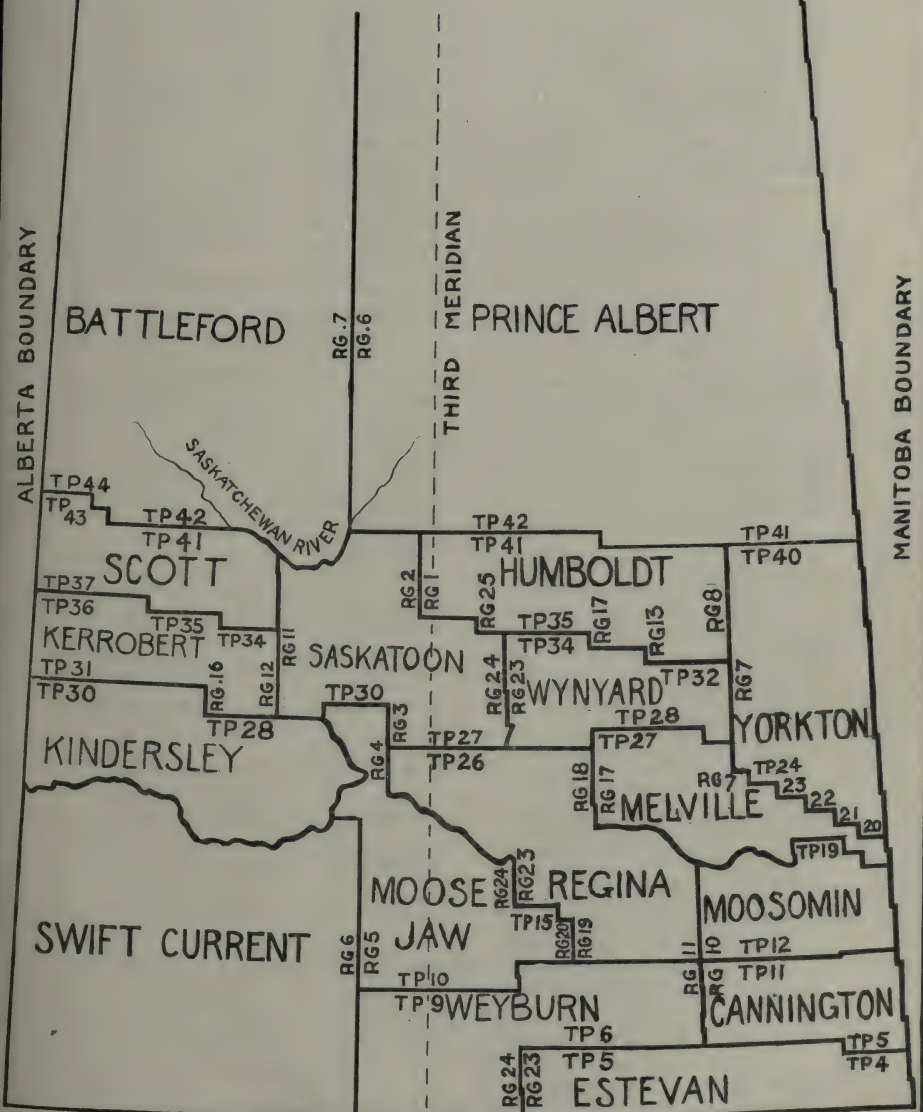 ALBERTA BOUNDARY
BATTLEFORD
RG.7
RG.6
THIRD MERIDIAN
PRINCE ALBERT
MANITOBA BOUNDARY
SASKATCHEWAN RIVER
TP44
TP43
TP42
TP41
TP42
TP41
TP41
TP40
SCOTT
RG2
RG1
RG25
HUMBOLDT
RG8
TP37
TP36
TP35
TP34
RG11
TP35
TP34
RG17
RG13
KERROBERT
SASKATOON
TP31
TP30
RG.16
RG12
TP30
RG3
RG24
RG23
WYNYARD
TP32
RG7
TP28
TP28
TP27
YORKTON
KINDERSLEY
RG4
TP27
TP26
RG18
RG17
RG7
TP24
23
22
21
20
MELVILLE
TP19
MOOSE
JAW
RG24
RG23
REGINA
TP15
RG20
RG19
MOOSOMIN
SWIFT CURRENT
RG6
RG5
RG 11
RG 10
TP12
TP11
TP10
TP9
WEYBURN
CANNINGTON
TP6
TP5
TP5
TP4
RG24
RG23
ESTEVAN